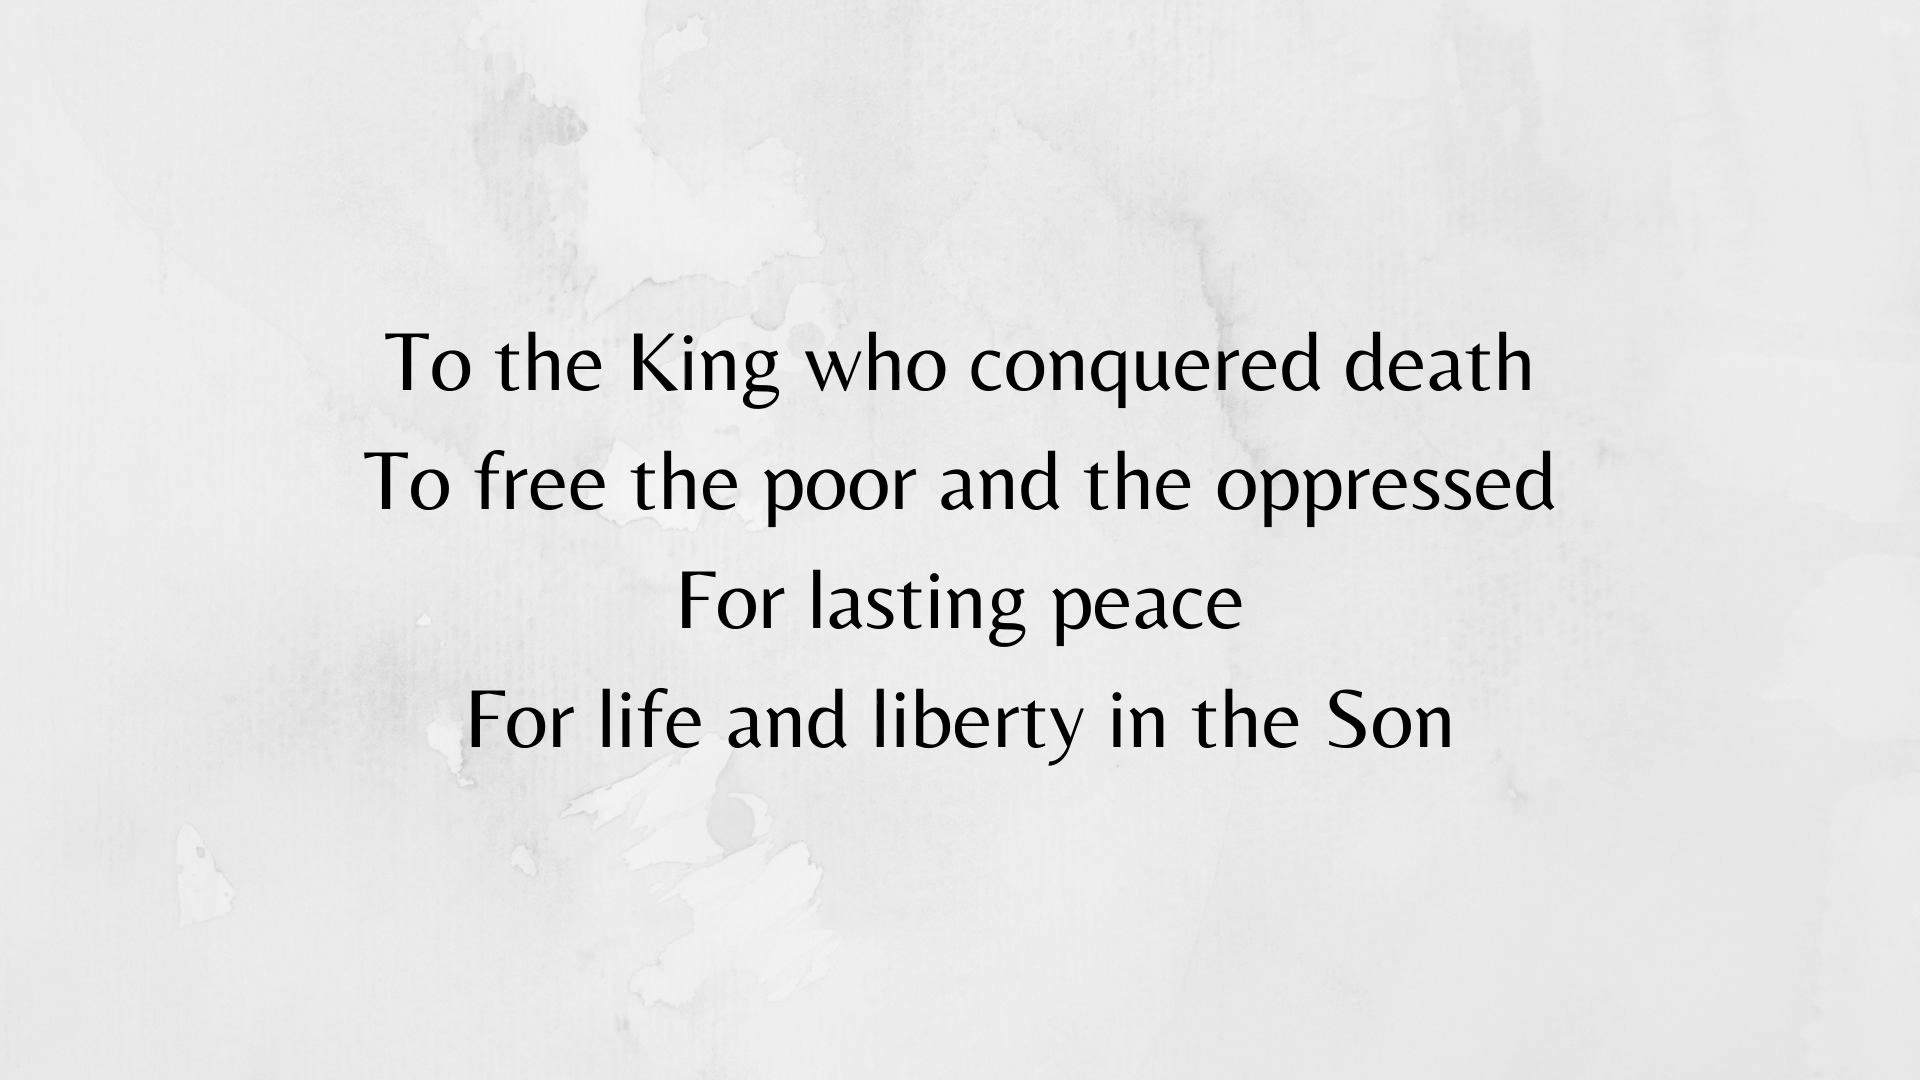 To the King who conquered death
To free the poor and the oppressed
For lasting peace
For life and liberty in the Son